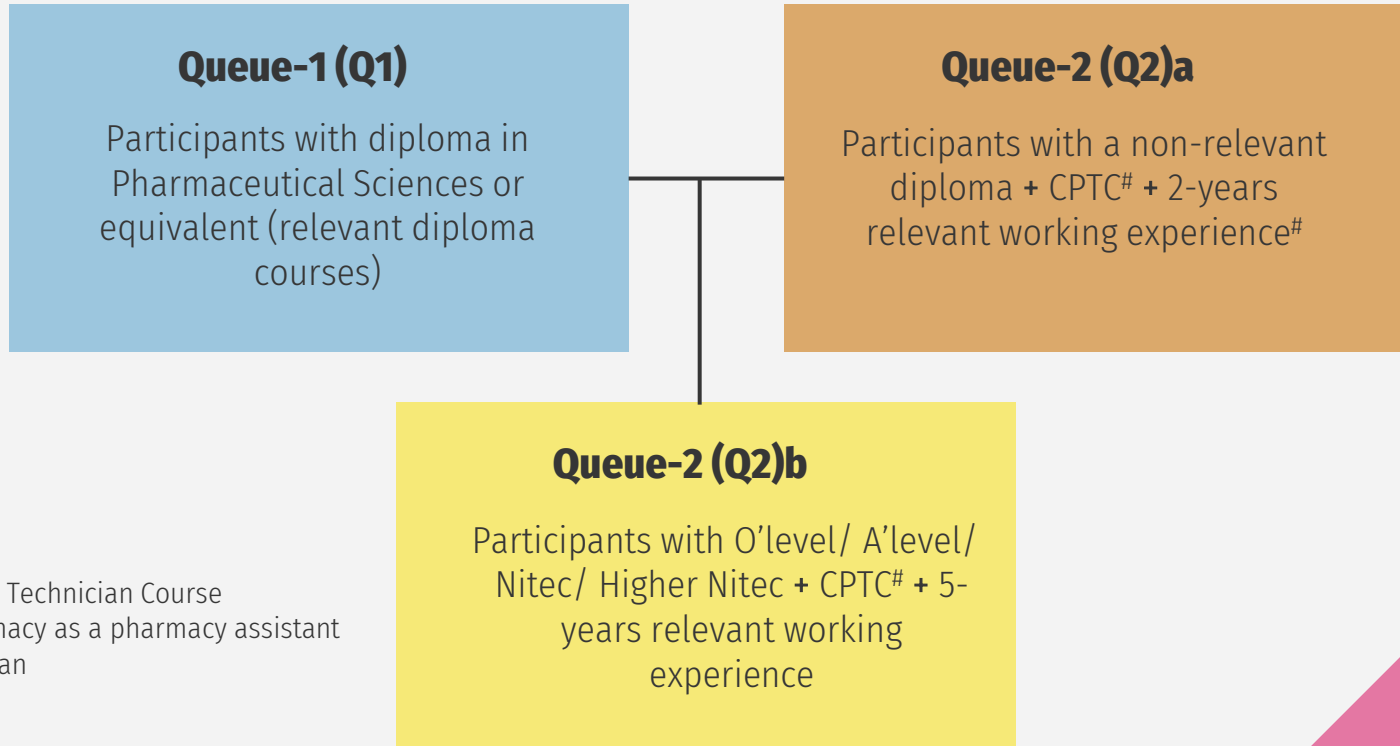 Queue-1 (Q1)
Participants with diploma in
Pharmaceutical Sciences or
equivalent (relevant diploma
courses)
Queue-2 (Q2)a
Participants with a non-relevant
diploma + CPTC# + 2-years
relevant working experience#
Queue-2 (Q2)b
Participants with O’level/ A’level/
Nitec/ Higher Nitec + CPTC# + 5-
years relevant working
experience
Technician Course
macy as a pharmacy assistant
an